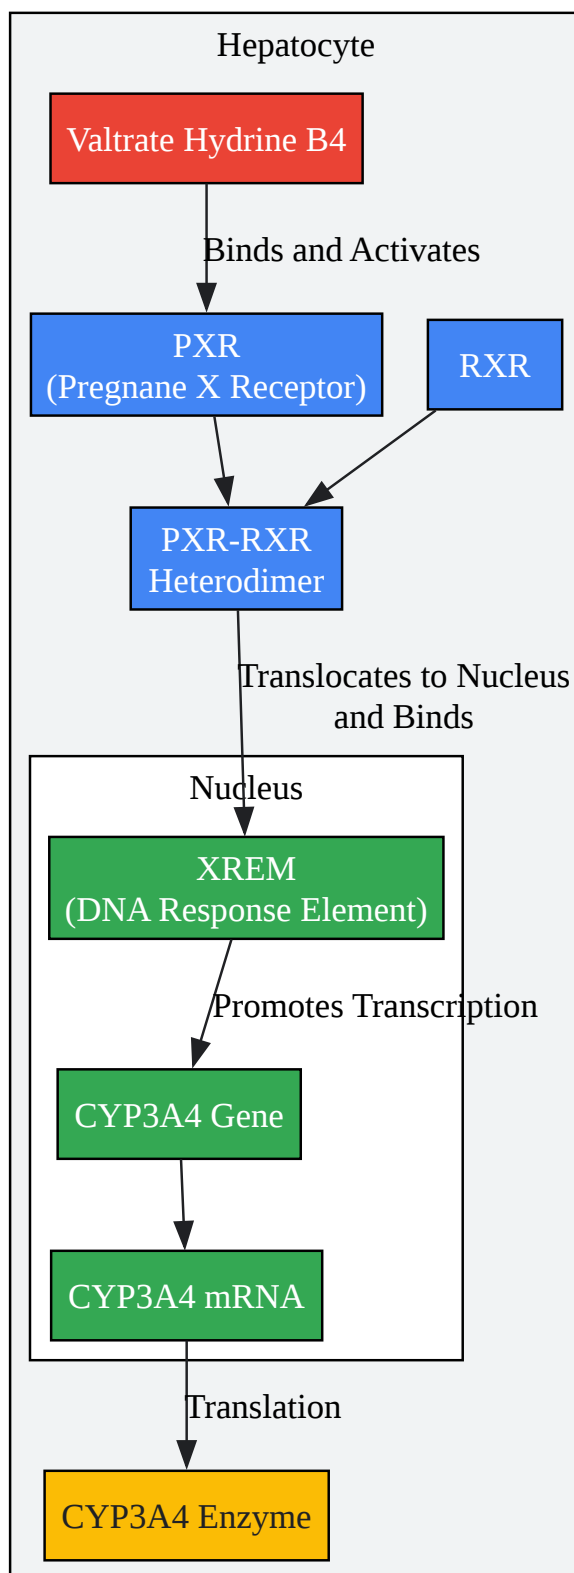 Hepatocyte
Valtrate Hydrine B4
Binds and Activates
PXR
(Pregnane X Receptor)
RXR
PXR-RXR
Heterodimer
Translocates to Nucleus
and Binds
Nucleus
XREM
(DNA Response Element)
Promotes Transcription
CYP3A4 Gene
CYP3A4 mRNA
Translation
CYP3A4 Enzyme